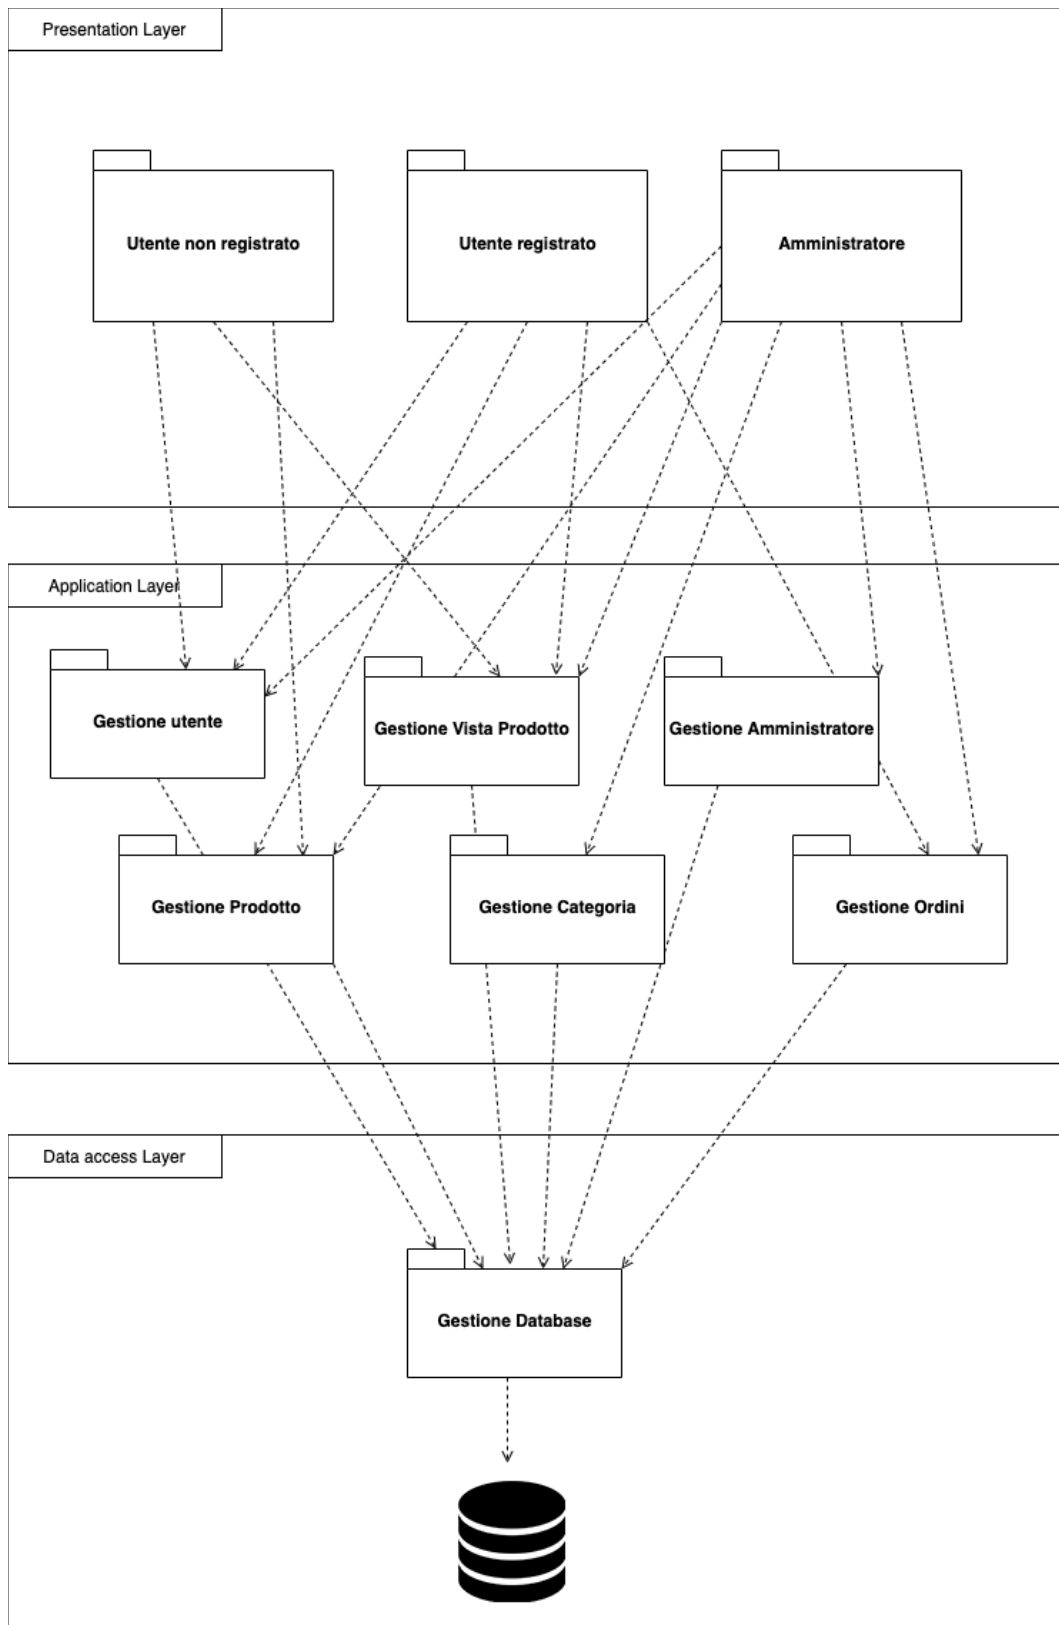 Presentation Layer
Utente non registrato
Utente registrato
Amministratore
Application Layer
Gestione utente
Gestione Vista Prodotto
Gestione Amministratore
Gestione Prodotto
Gestione Categoria
Gestione Ordini
Data access Layer
Gestione Database